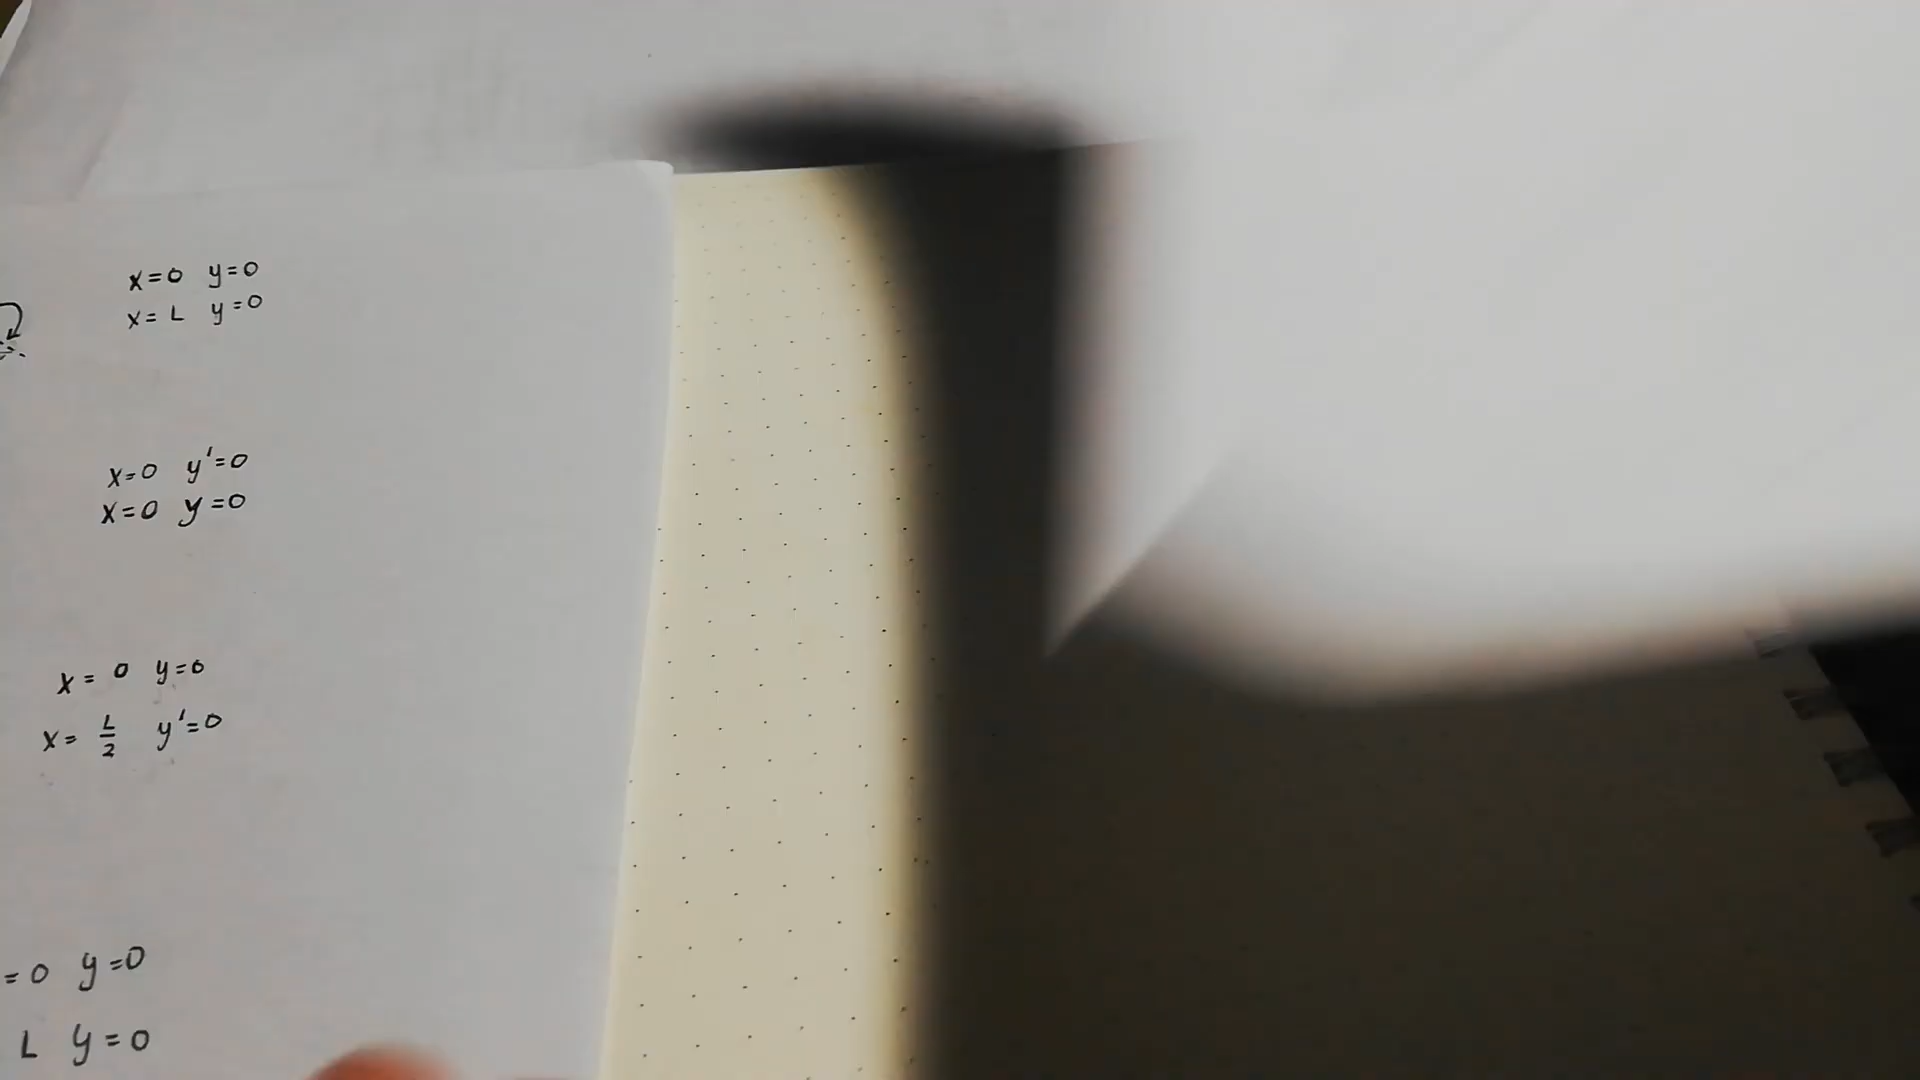 x=0 y=0
x= L y=0
x=0 y'=0
x=0 y=0
x= 0 y=0
x= L/2 y'=0
=0 y=0
L y=0